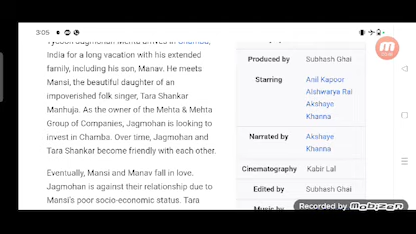 3:05
Tycoon Jagmohan Mehta arrives in Chamba,
India for a long vacation with his extended
family, including his son, Manav. He meets
Mansi, the beautiful daughter of an
impoverished folk singer, Tara Shankar
Manhuja. As the owner of the Mehta & Mehta
Group of Companies, Jagmohan is looking to
invest in Chamba. Over time, Jagmohan and
Tara Shankar become friendly with each other.
Eventually, Mansi and Manav fall in love.
Jagmohan is against their relationship due to
Mansi's poor socio-economic status. Tara
Produced by Subhash Ghai
Starring Anil Kapoor
Aishwarya Rai
Akshaye
Khanna
Narrated by Akshaye
Khanna
Cinematography Kabir Lal
Edited by Subhash Ghai
Music by
Recorded by Mobizen